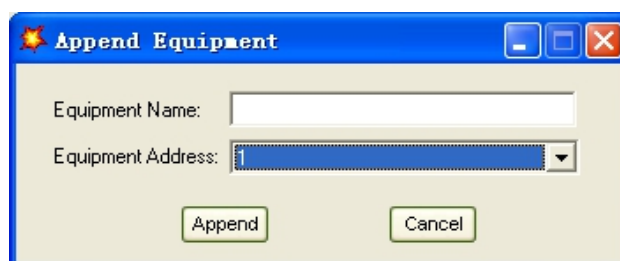 Append Equipment
Equipment Name:
Equipment Address: 1
Append Cancel